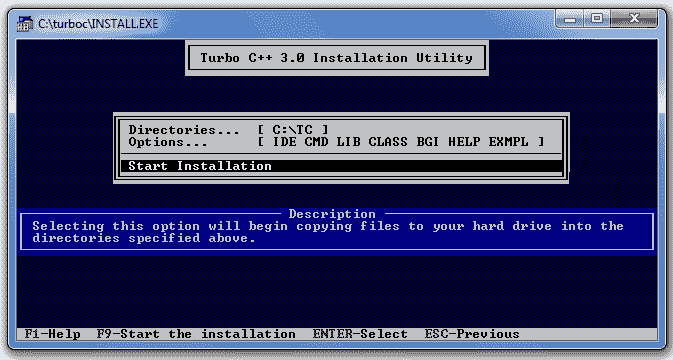 C:\turboc\INSTALL.EXE
Turbo C++ 3.0 Installation Utility
Directories... [ C:\TC ]
Options... [ IDE CMD LIB CLASS BGI HELP EXMPL ]
Start Installation
Description
Selecting this option will begin copying files to your hard drive into the
directories specified above.
F1-Help F9-Start the installation ENTER-Select ESC-Previous